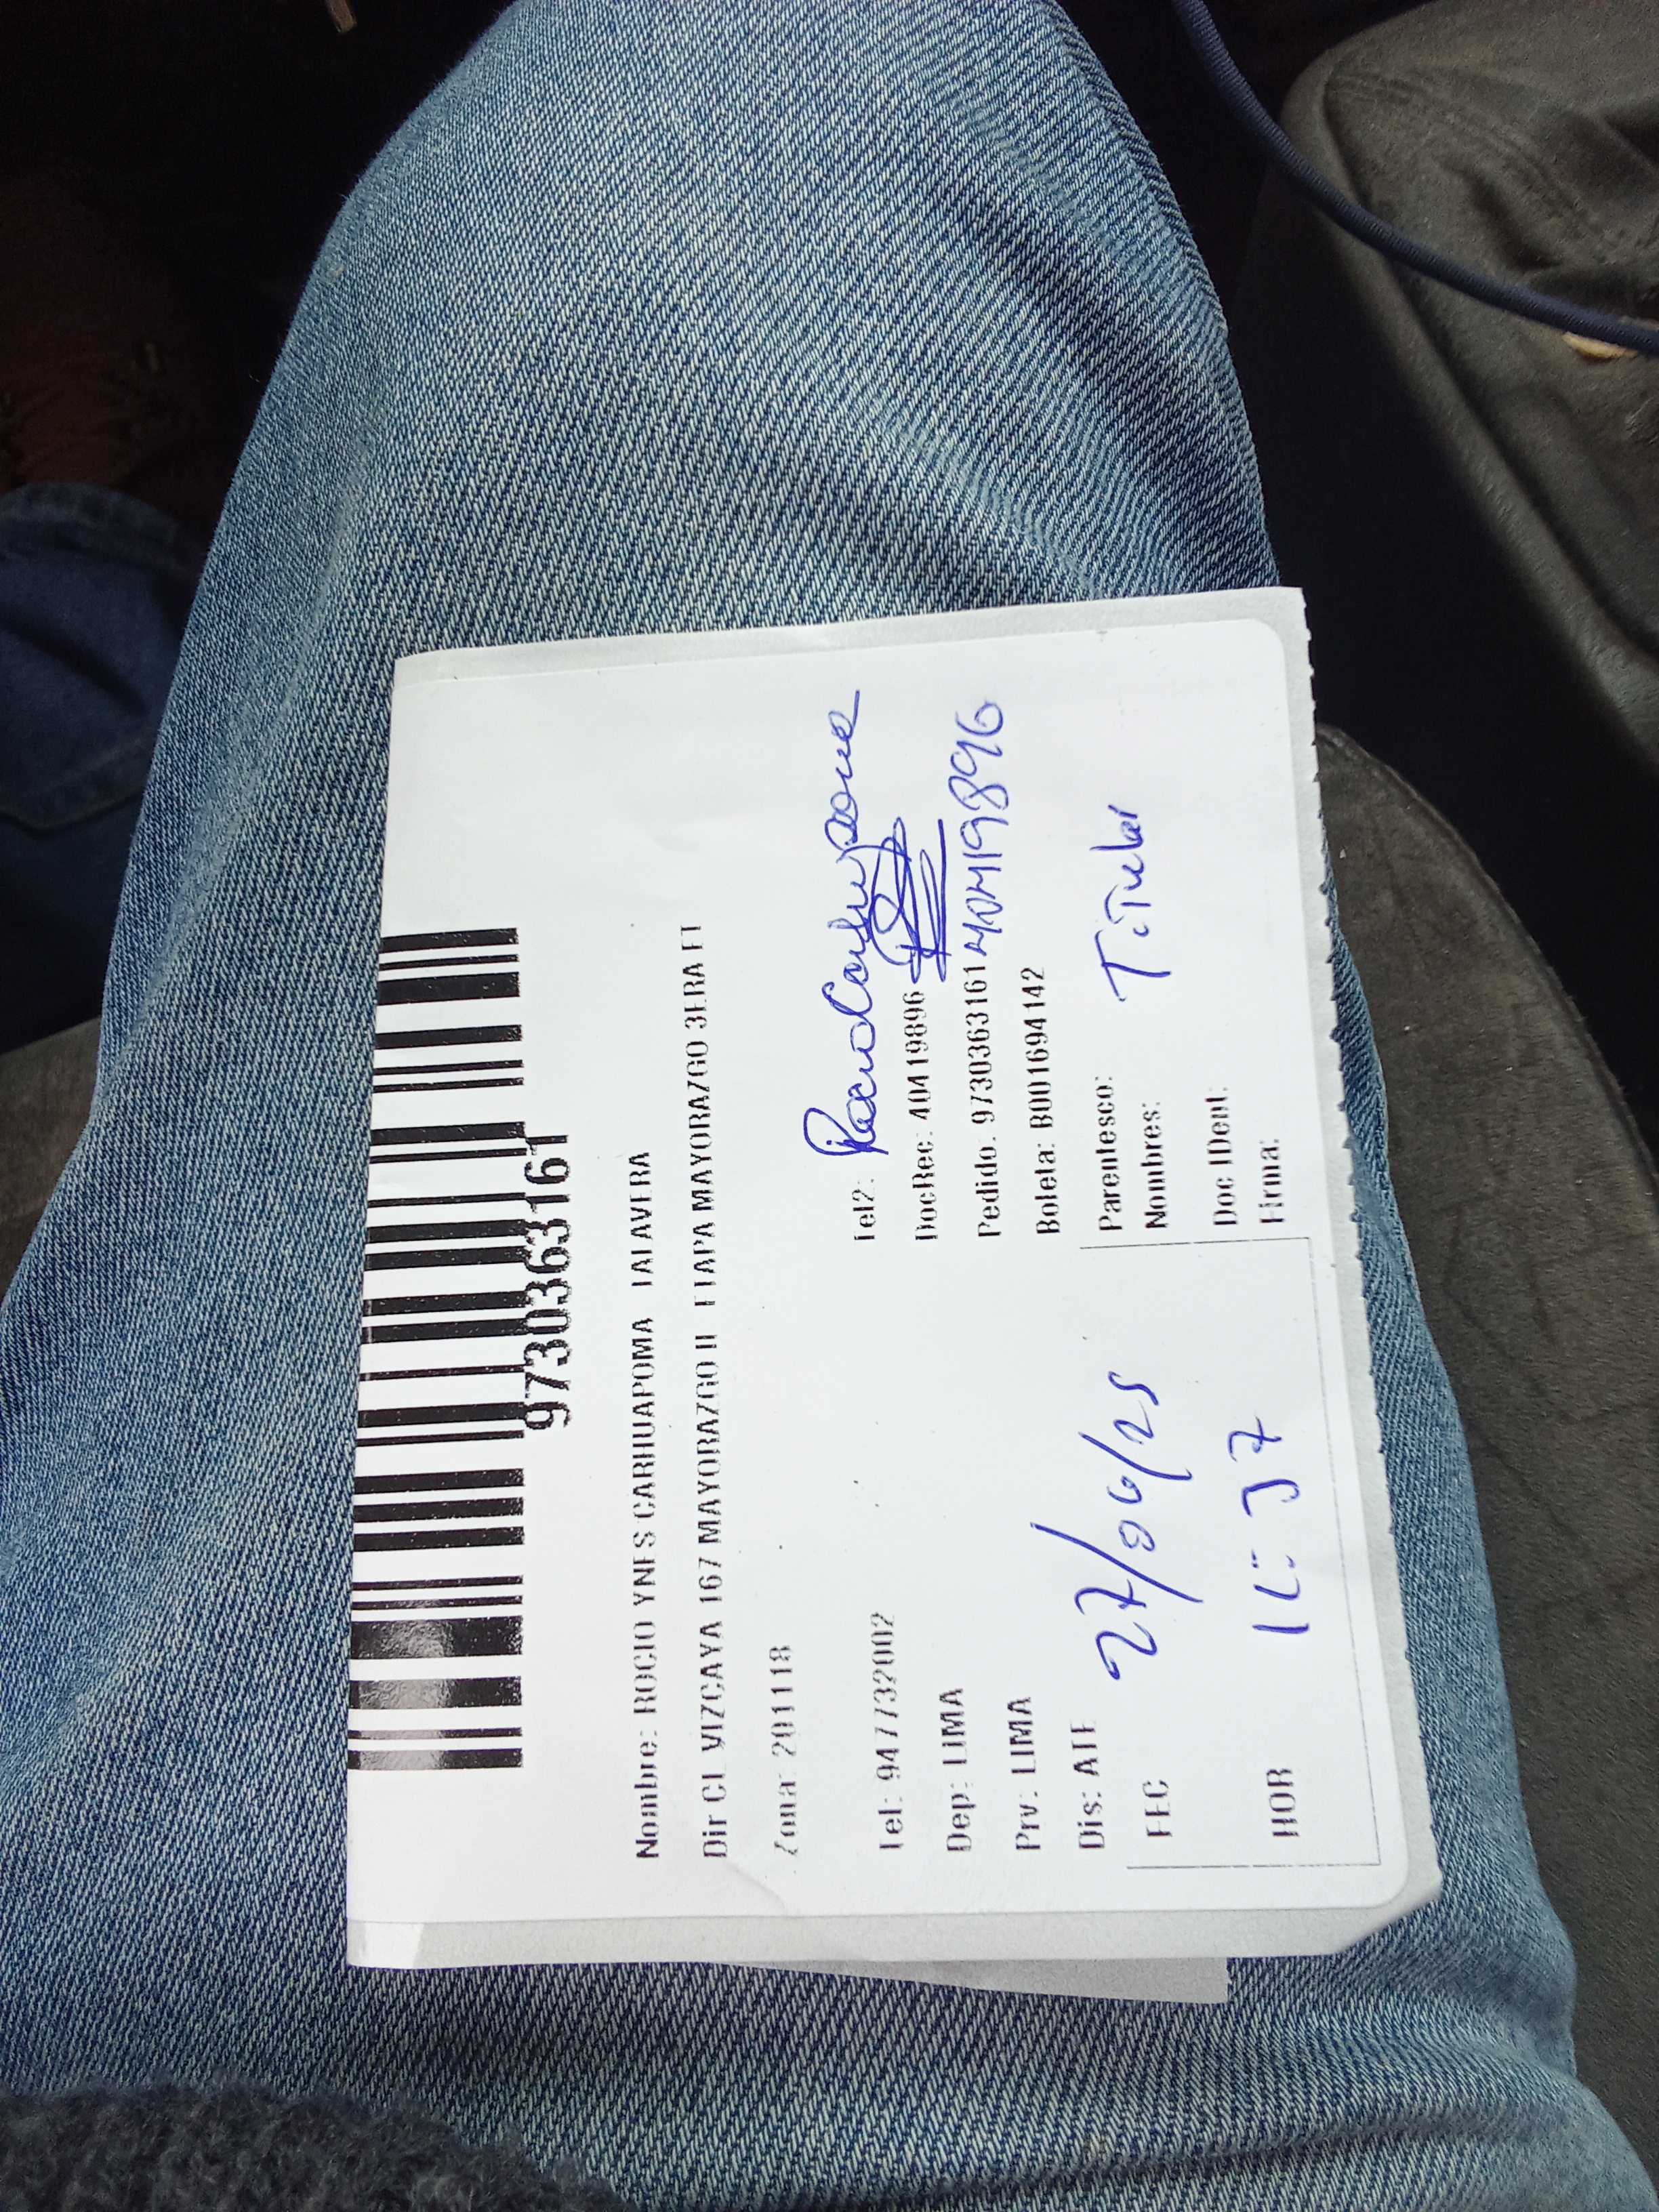 9730363161
Nombre: ROCIO YNES CARHUAPOMA TALAVERA
Dir CL VIZCAYA 167 MAYORAZGO II ETAPA MAYORAZGO 3ERA ET
Zona: 201118
Tel: 947732002
Tel2:
Dep: LIMA
DocRec: 40419896
Prv: LIMA
Pedido: 9730363161 40419896
Dis: ATE
Boleta: B001694142
FEC 27/06/25
Parentesco: Titular
Nombres:
HOR
Doc IDent:
Firma: